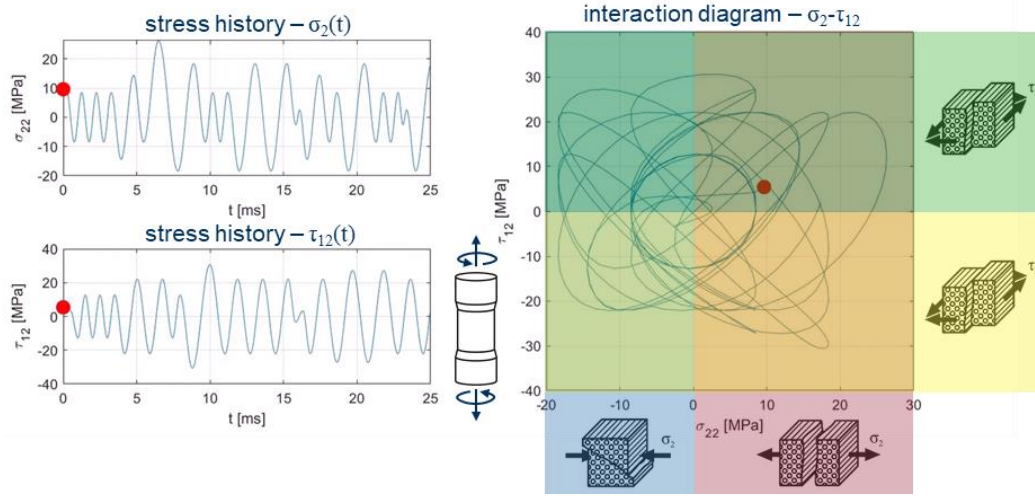 stress history – σ₂(t)
20
10
0
-10
-20
σ₂₂ [MPa]
0 5 10 15 20 25
t [ms]
stress history – τ₁₂(t)
40
20
0
-20
-40
τ₁₂ [MPa]
0 5 10 15 20 25
t [ms]
interaction diagram – σ₂-τ₁₂
40
30
20
10
0
-10
-20
-30
-40
τ₁₂ [MPa]
-20 -10 0 10 20 30
σ₂₂ [MPa]
τ
τ
σ₂
σ₂